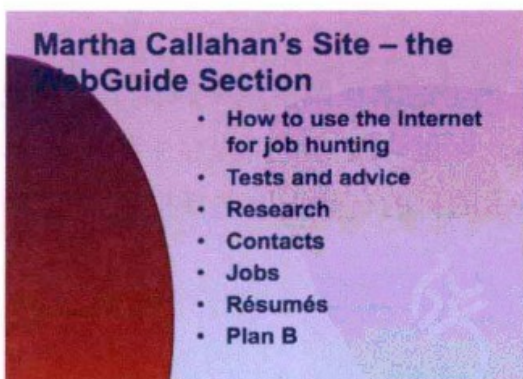 Martha Callahan's Site – the
WebGuide Section
• How to use the Internet
for job hunting
• Tests and advice
• Research
• Contacts
• Jobs
• Résumés
• Plan B